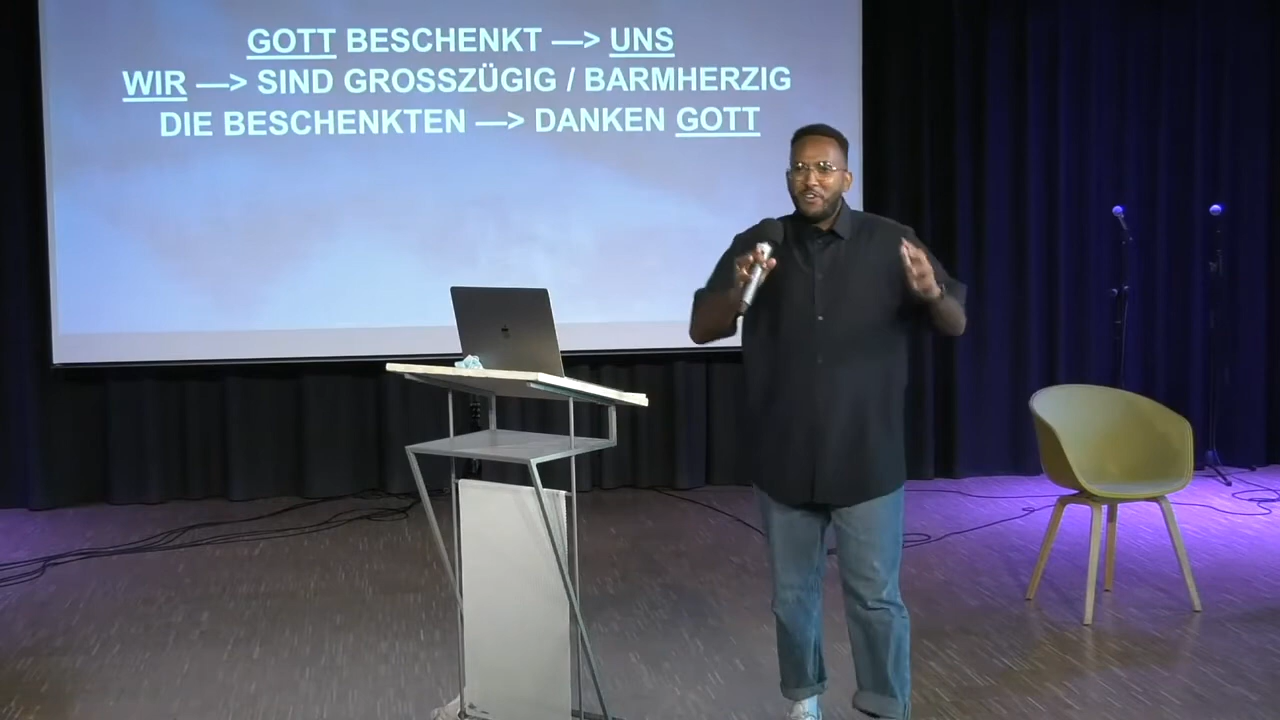 GOTT BESCHENKT —> UNS
WIR —> SIND GROSSZÜGIG / BARMHERZIG
DIE BESCHENKTEN —> DANKEN GOTT